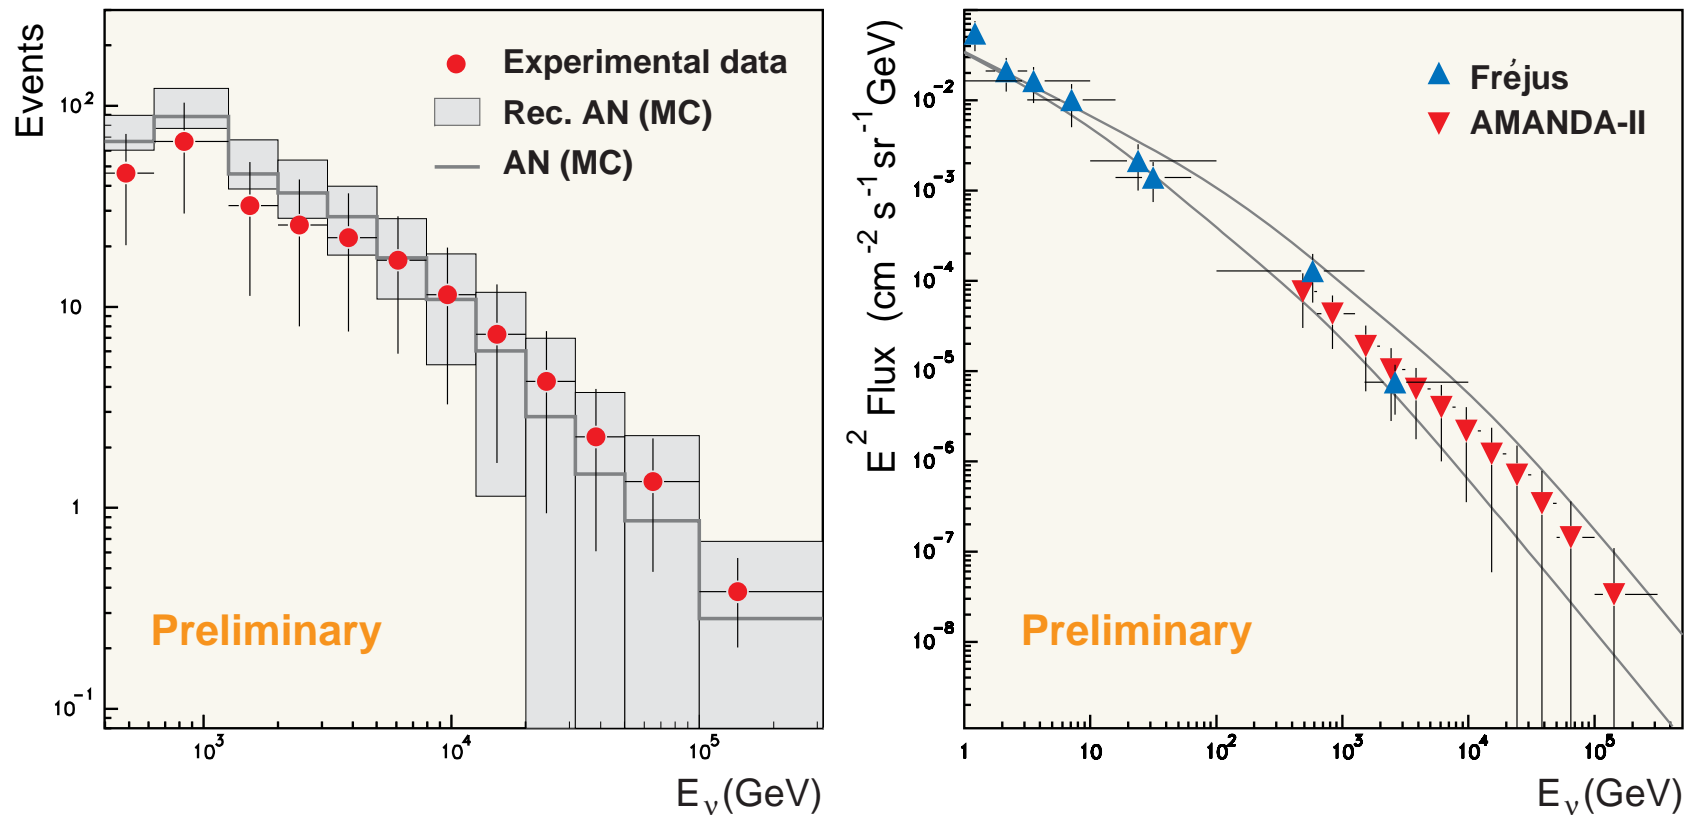 Events
10²
10
1
10⁻¹
Experimental data
Rec. AN (MC)
AN (MC)
Preliminary
10³ 10⁴ 10⁵
E_ν (GeV)
E² Flux (cm⁻² s⁻¹ sr⁻¹ GeV)
10⁻²
10⁻³
10⁻⁴
10⁻⁵
10⁻⁶
10⁻⁷
10⁻⁸
Fréjus
AMANDA-II
Preliminary
1 10 10² 10³ 10⁴ 10⁵
E_ν (GeV)